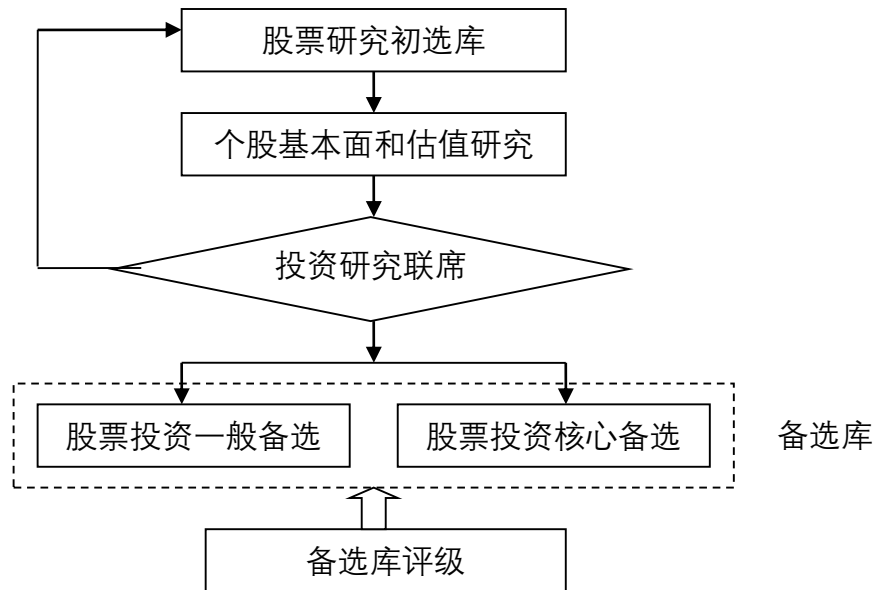 股票研究初选库
个股基本面和估值研究
投资研究联席
股票投资一般备选
股票投资核心备选
备选库
备选库评级